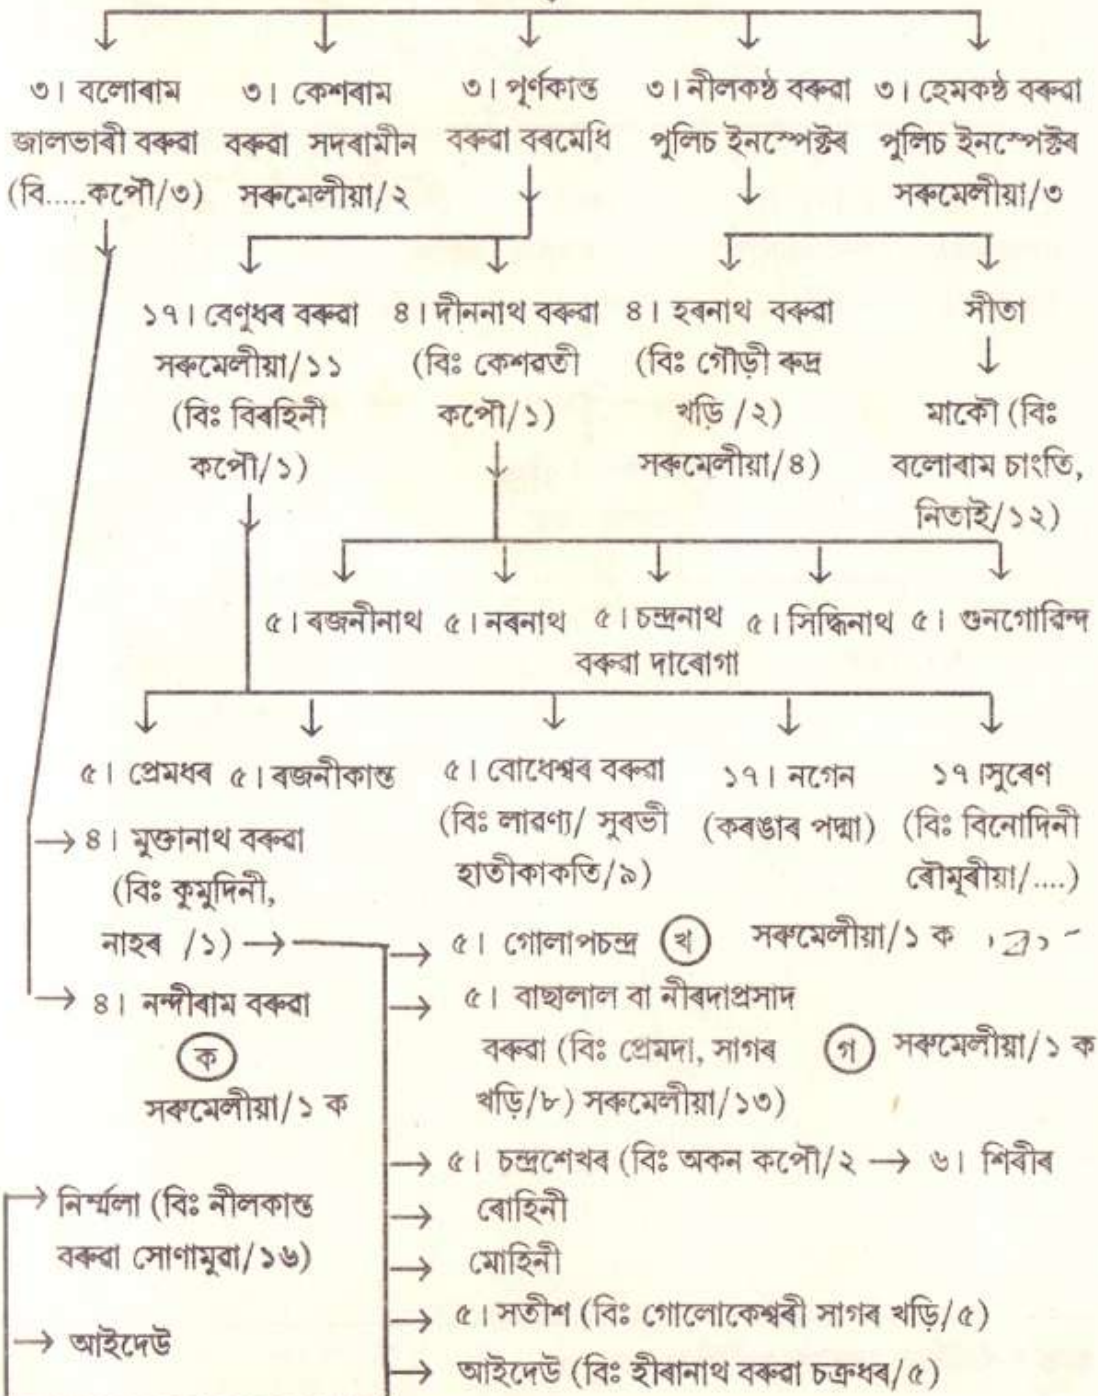 ৩। বলোৰাম ৩। কেশৰাম ৩। পূৰ্ণকান্ত ৩। নীলকণ্ঠ বৰুৱা ৩। হেমকণ্ঠ বৰুৱা
জালভাৰী বৰুৱা বৰুৱা সদৰামীন বৰুৱা বৰমেধি পুলিচ ইনস্পেক্টৰ পুলিচ ইনস্পেক্টৰ
(বি.....কপৌ/৩) সৰুমেলীয়া/২ সৰুমেলীয়া/৩
১৭। বেণুধৰ বৰুৱা ৪। দীননাথ বৰুৱা ৪। হৰনাথ বৰুৱা সীতা
সৰুমেলীয়া/১১ (বিঃ কেশৱতী (বিঃ গৌড়ী ৰুদ্ৰ
(বিঃ বিৰহিনী কপৌ/১) খড়ি /২) মাকৌ (বিঃ
কপৌ/১) সৰুমেলীয়া/৪) বলোৰাম চাংতি,
নিতাই/১২)
৫। ৰজনীনাথ ৫। নৰনাথ ৫। চন্দ্ৰনাথ ৫। সিদ্ধিনাথ ৫। গুনগোৱিন্দ
বৰুৱা দাৰোগা
৫। প্ৰেমধৰ ৫। ৰজনীকান্ত ৫। বোধেশ্বৰ বৰুৱা ১৭। নগেন ১৭।সুৰেণ
(বিঃ লাৱণ্য/ সুৰভী (কৰঙাৰ পদ্মা) (বিঃ বিনোদিনী
হাতীকাকতি/৯) ৰৌমূৰীয়া/....)
→ ৪। মুক্তানাথ বৰুৱা
(বিঃ কুমুদিনী,
নাহৰ /১) → → ৫। গোলাপচন্দ্ৰ (খ) সৰুমেলীয়া/১ ক
→ ৪। নন্দীৰাম বৰুৱা → ৫। বাছালাল বা নীৰদাপ্ৰসাদ
(ক) বৰুৱা (বিঃ প্ৰেমদা, সাগৰ (গ) সৰুমেলীয়া/১ ক
সৰুমেলীয়া/১ ক খড়ি/৮) সৰুমেলীয়া/১৩)
→ ৫। চন্দ্ৰশেখৰ (বিঃ অকন কপৌ/২ → ৬। শিবীৰ
→ নিৰ্ম্মলা (বিঃ নীলকান্ত → ৰোহিনী
বৰুৱা সোণামুৱা/১৬) → মোহিনী
→ ৫। সতীশ (বিঃ গোলোকেশ্বৰী সাগৰ খড়ি/৫)
→ আইদেউ → আইদেউ (বিঃ হীৰানাথ বৰুৱা চক্ৰধৰ/৫)